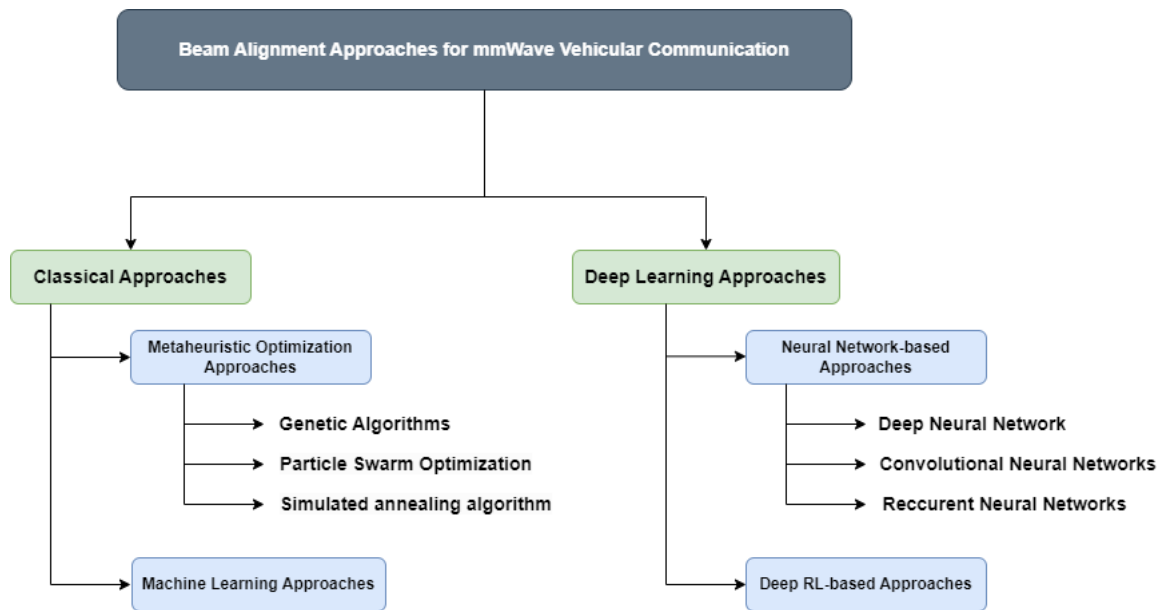 Beam Alignment Approaches for mmWave Vehicular Communication
Classical Approaches
Metaheuristic Optimization
Approaches
Genetic Algorithms
Particle Swarm Optimization
Simulated annealing algorithm
Machine Learning Approaches
Deep Learning Approaches
Neural Network-based
Approaches
Deep Neural Network
Convolutional Neural Networks
Reccurent Neural Networks
Deep RL-based Approaches